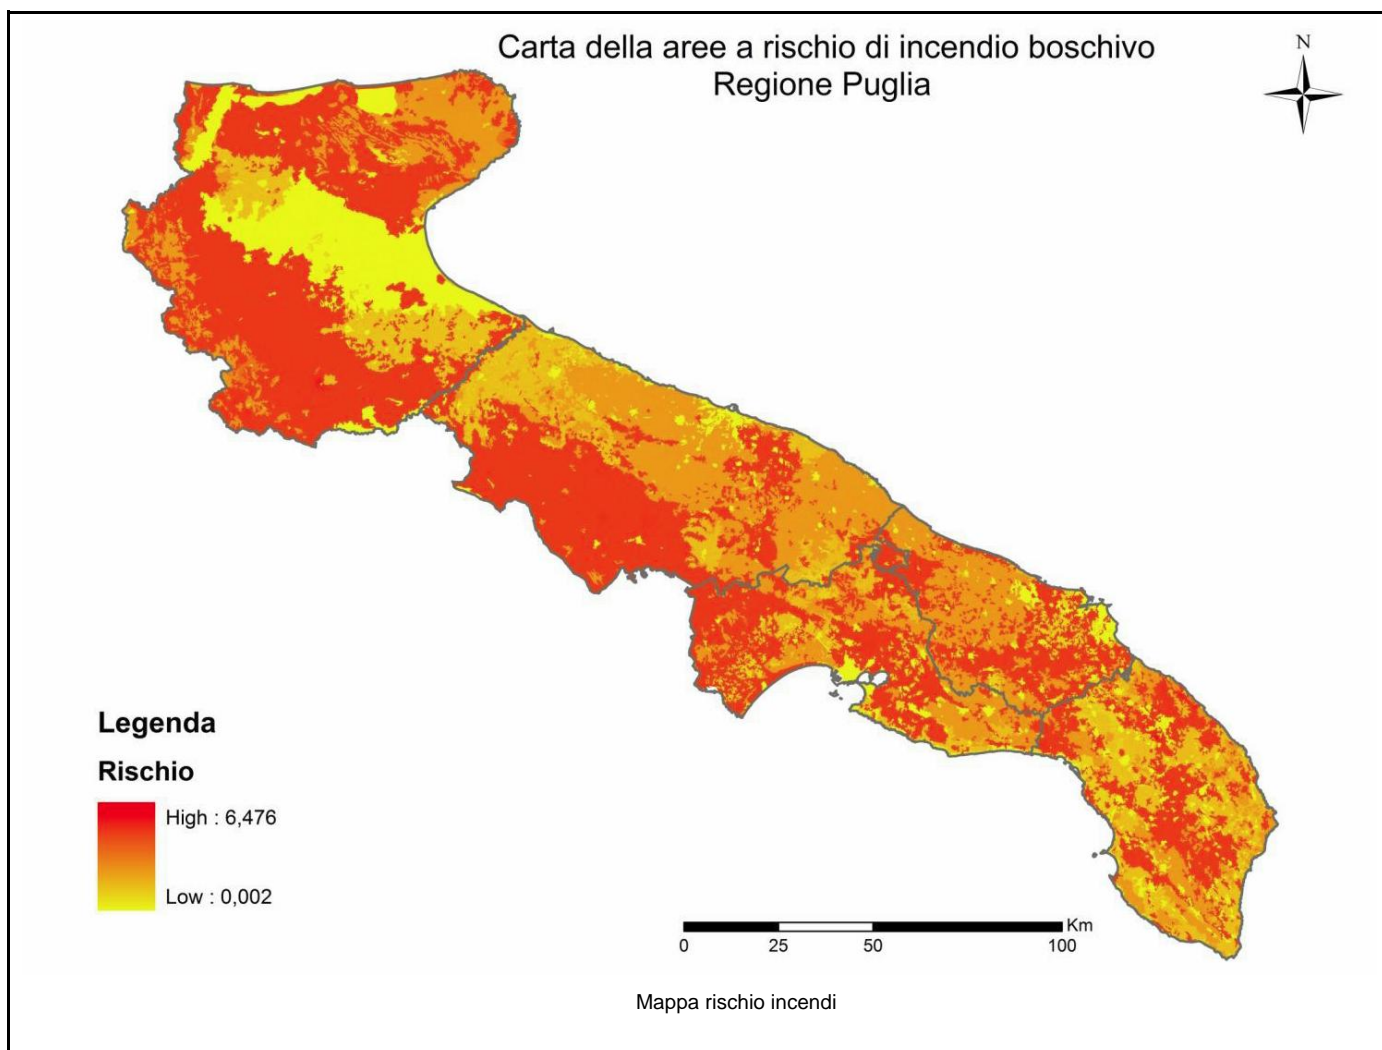 Carta della aree a rischio di incendio boschivo
Regione Puglia
N
Legenda
Rischio
High : 6,476
Low : 0,002
Km
0 25 50 100
Mappa rischio incendi